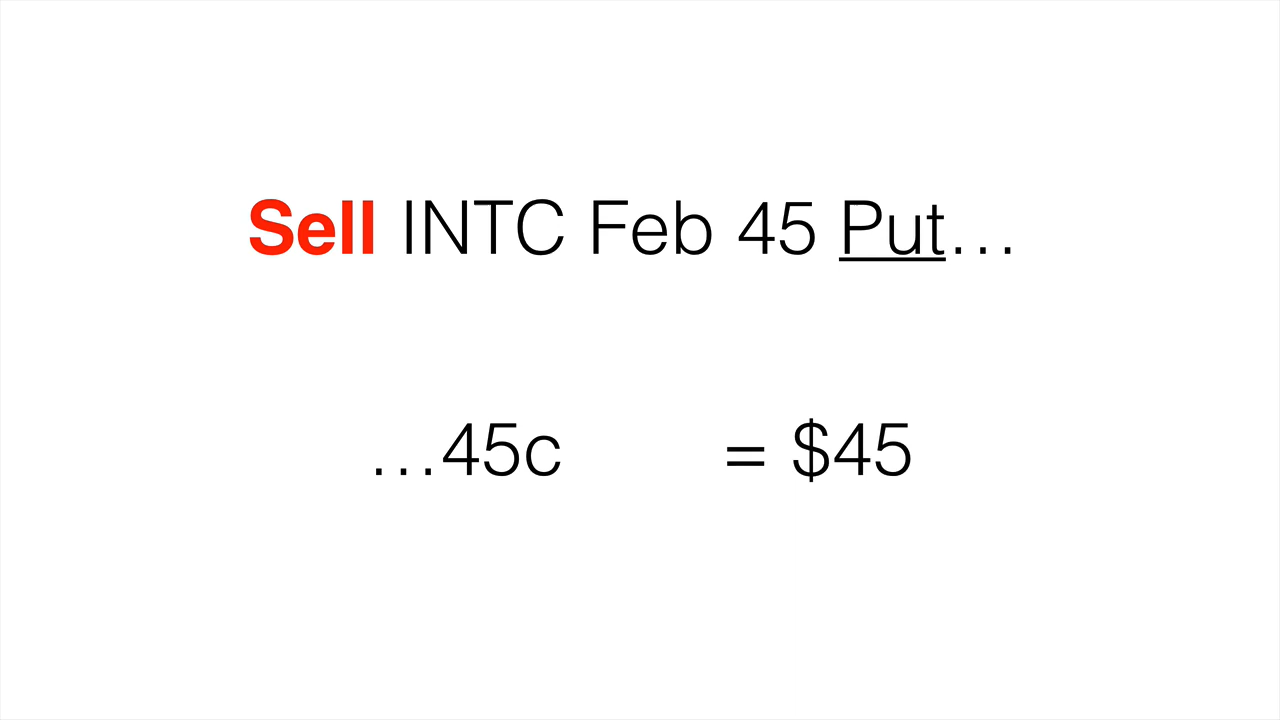 Sell INTC Feb 45 Put…
…45c = $45